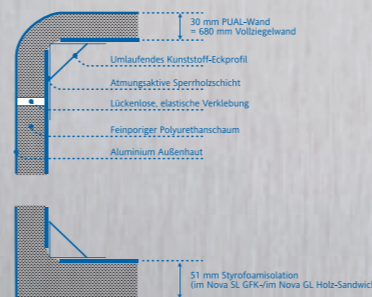 30 mm PUAL-Wand
= 680 mm Vollziegelwand
Umlaufendes Kunststoff-Eckprofil
Atmungsaktive Sperrholzschicht
Lückenlose, elastische Verklebung
Feinporiger Polyurethanschaum
Aluminium Außenhaut
51 mm Styrofoamisolation
(im Nova SL GFK-/im Nova GL Holz-Sandwich